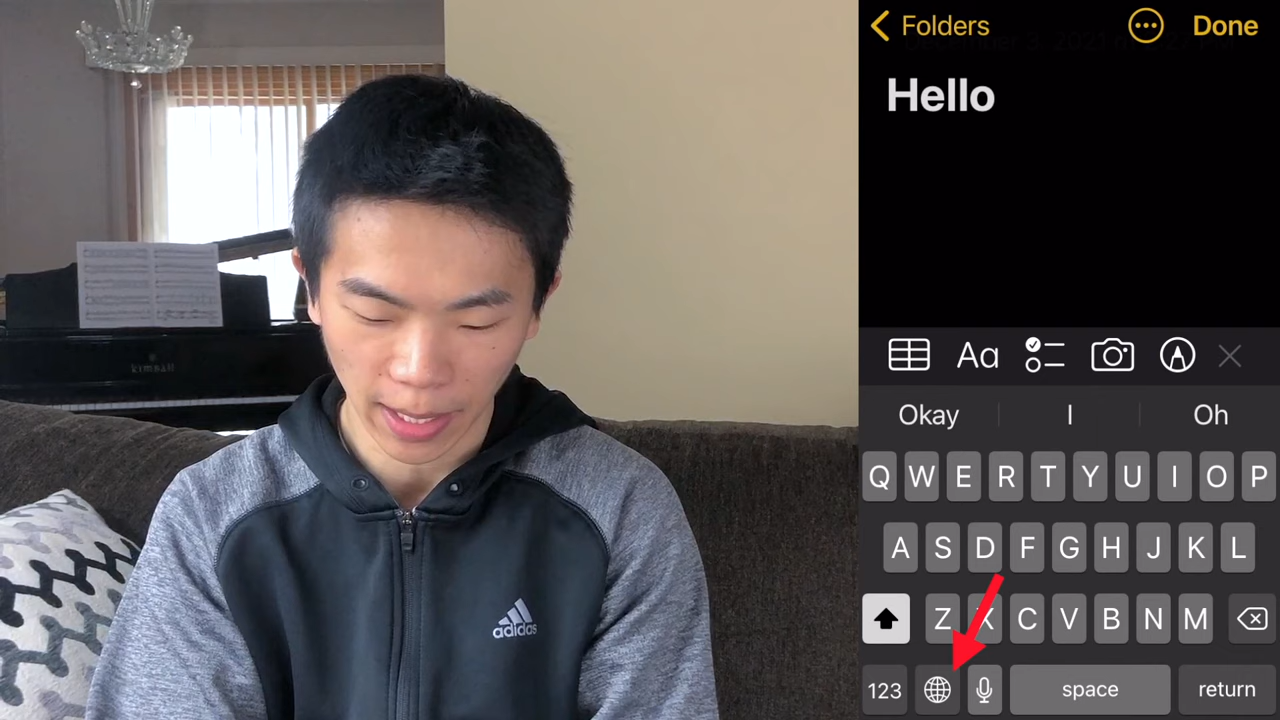 Folders
Done
Hello
Aa
Okay
I
Oh
Q W E R T Y U I O P
A S D F G H J K L
Z X C V B N M
123
space
return
KIMBALL
adidas